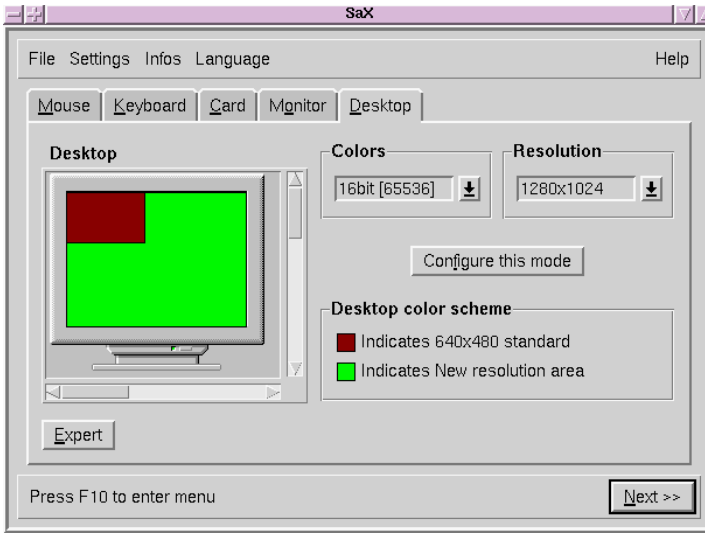 SaX
File Settings Infos Language Help
Mouse Keyboard Card Monitor Desktop
Desktop
Colors
16bit [65536]
Resolution
1280x1024
Configure this mode
Desktop color scheme
Indicates 640x480 standard
Indicates New resolution area
Expert
Press F10 to enter menu
Next >>